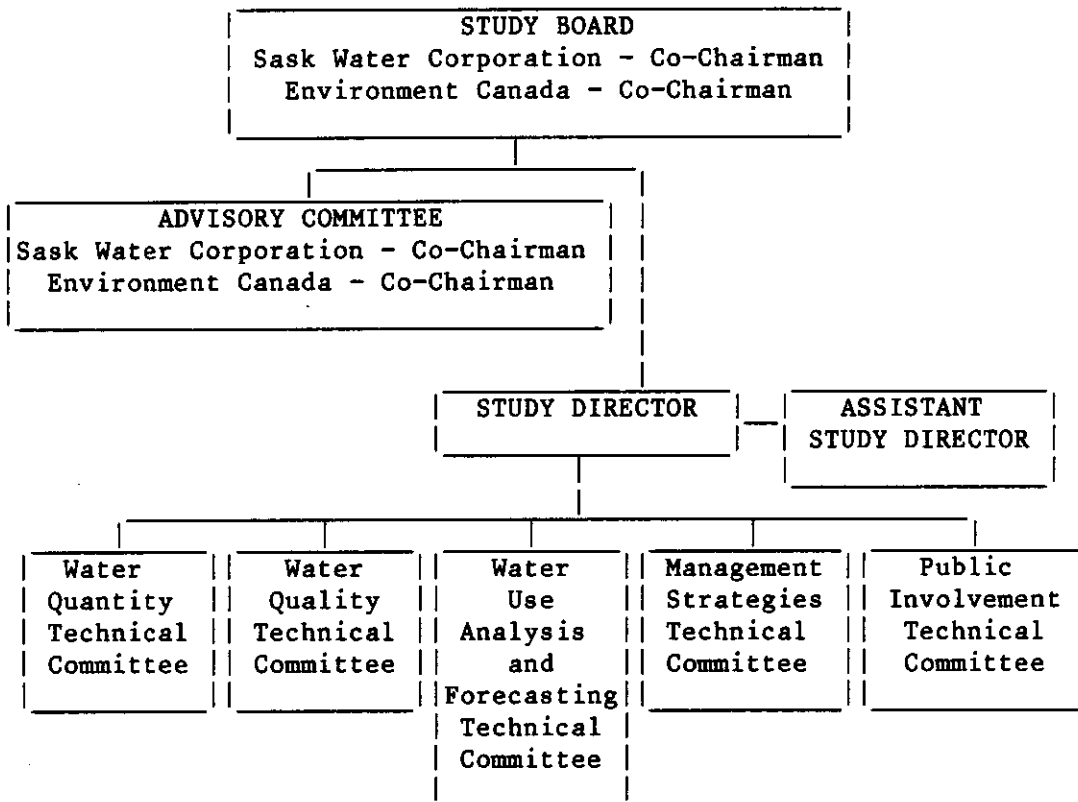 STUDY BOARD
Sask Water Corporation - Co-Chairman
Environment Canada - Co-Chairman
ADVISORY COMMITTEE
Sask Water Corporation - Co-Chairman
Environment Canada - Co-Chairman
STUDY DIRECTOR
ASSISTANT
STUDY DIRECTOR
Water
Quantity
Technical
Committee
Water
Quality
Technical
Committee
Water
Use
Analysis
and
Forecasting
Technical
Committee
Management
Strategies
Technical
Committee
Public
Involvement
Technical
Committee